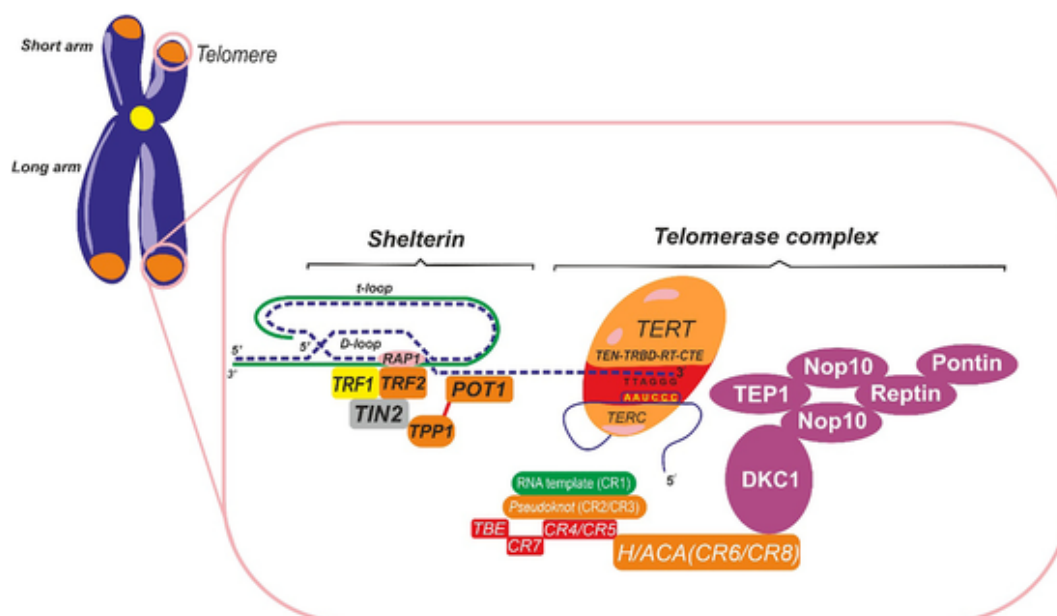 Short arm
Telomere
Long arm
Shelterin
Telomerase complex
t-loop
5'
D-loop
5'
3'
RAP1
TRF1
TRF2
POT1
TIN2
TPP1
TERT
TEN-TRBD-RT-CTE
3'
TTAGGG
AAUCCC
TERC
5'
Nop10
Pontin
TEP1
Reptin
Nop10
DKC1
RNA template (CR1)
Pseudoknot (CR2/CR3)
TBE
CR4/CR5
CR7
H/ACA(CR6/CR8)